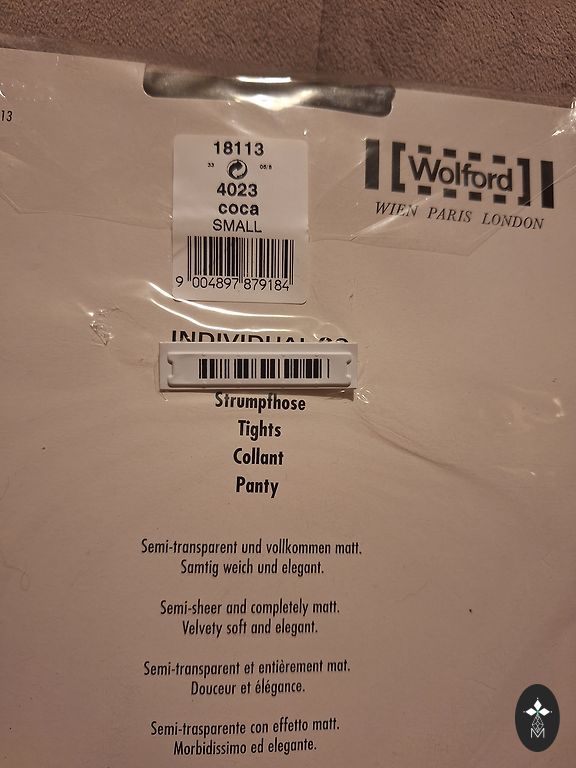 13
18113
33 06/8
4023
coca
SMALL
9 004897 879184
Wolford
WIEN PARIS LONDON
INDIVIDUAL
Strumpfhose
Tights
Collant
Panty
Semi-transparent und vollkommen matt.
Samtig weich und elegant.
Semi-sheer and completely matt.
Velvety soft and elegant.
Semi-transparent et entièrement mat.
Douceur et élégance.
Semi-trasparente con effetto matt.
Morbidissimo ed elegante.
M